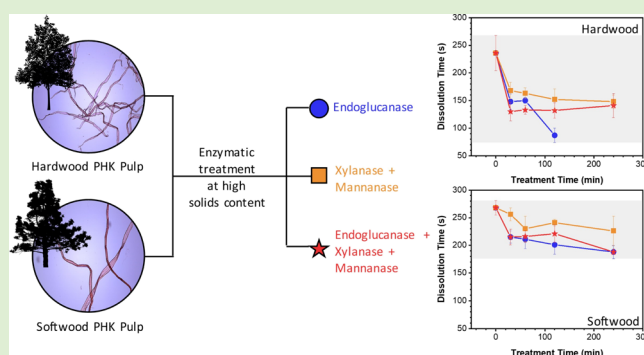 Hardwood PHK Pulp
Softwood PHK Pulp
Enzymatic
treatment
at high
solids content
Endoglucanase
Xylanase +
Mannanase
Endoglucanase +
Xylanase +
Mannanase
Hardwood
Dissolution Time (s)
300
250
200
150
100
50
0 60 120 180 240 30
Treatment Time (min)
Dissolution Time (s)
300
250
200
150
100
50
Softwood
0 60 120 180 240 30
Treatment Time (min)